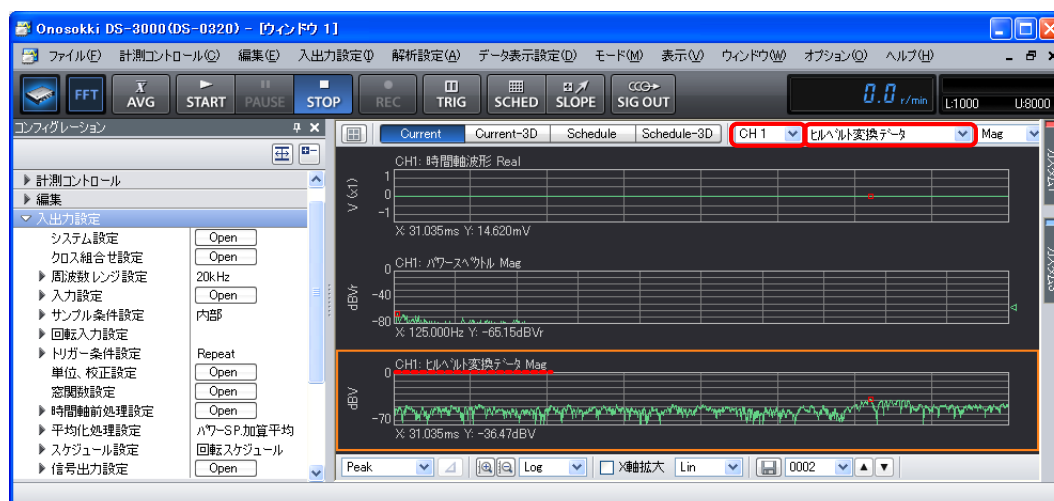 Onosokki DS-3000(DS-0320) - [ウィンドウ 1]
ファイル(F) 計測コントロール(C) 編集(E) 入出力設定(I) 解析設定(A) データ表示設定(D) モード(M) 表示(V) ウィンドウ(W) オプション(O) ヘルプ(H)
FFT AVG START PAUSE STOP REC TRIG SCHED SLOPE SIG OUT 0.0 r/min L:1000 U:8000
コンフィグレーション
Current Current-3D Schedule Schedule-3D CH 1 ヒルベルト変換データ Mag
計測コントロール
編集
入出力設定
システム設定 Open
クロス組合せ設定 Open
周波数レンジ設定 20kHz
入力設定 Open
サンプル条件設定 内部
回転入力設定
トリガー条件設定 Repeat
単位、校正設定 Open
窓関数設定 Open
時間軸前処理設定 Open
平均化処理設定 パワーSP.加算平均
スケジュール設定 回転スケジュール
信号出力設定 Open
CH1: 時間軸波形 Real
V (x1)
1
0
-1
X: 31.035ms Y: 14.620mV
CH1: パワースペクトル Mag
dBVr
0
-40
-80
X: 125.000Hz Y: -65.15dBVr
CH1: ヒルベルト変換データ Mag
dBV
0
-70
X: 31.035ms Y: -36.47dBV
Peak Log X軸拡大 Lin 0002